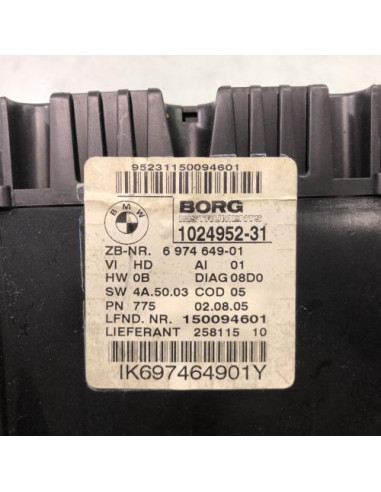 95231150094601
BMW
BORG
INSTRUMENTS
1024952-31
ZB-NR. 6 974 649-01
VI HD AI 01
HW 0B DIAG 08D0
SW 4A.50.03 COD 05
PN 775 02.08.05
LFND. NR. 150094601
LIEFERANT 258115 10
IK697464901Y